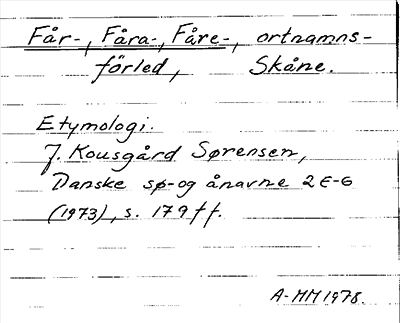 Får-, Fåra-, Fåre-, ortnamns-
förled, Skåne.
Etymologi.
J. Kousgård Sørensen,
Danske sø- og ånavne 2 E-G
(1973), s. 179 ff.
A-MM 1978.